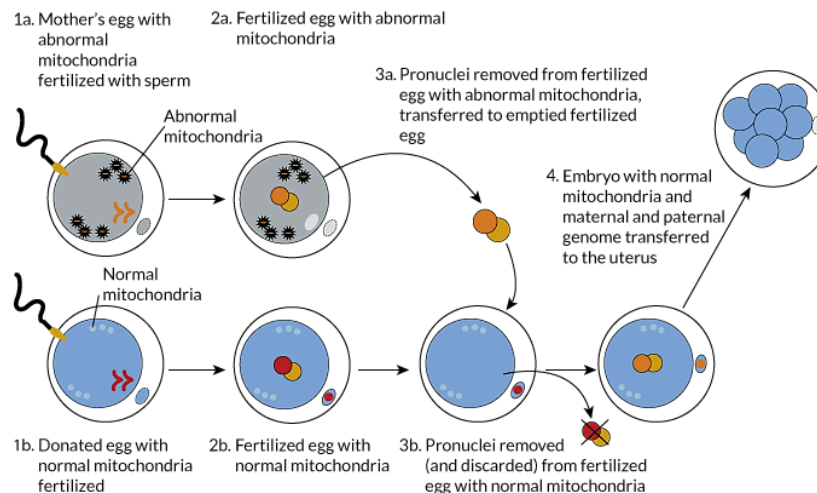 1a. Mother's egg with
abnormal
mitochondria
fertilized with sperm
2a. Fertilized egg with abnormal
mitochondria
3a. Pronuclei removed from fertilized
egg with abnormal mitochondria,
transferred to emptied fertilized
egg
Abnormal
mitochondria
4. Embryo with normal
mitochondria and
maternal and paternal
genome transferred
to the uterus
Normal
mitochondria
1b. Donated egg with
normal mitochondria
fertilized
2b. Fertilized egg with
normal mitochondria
3b. Pronuclei removed
(and discarded) from fertilized
egg with normal mitochondria